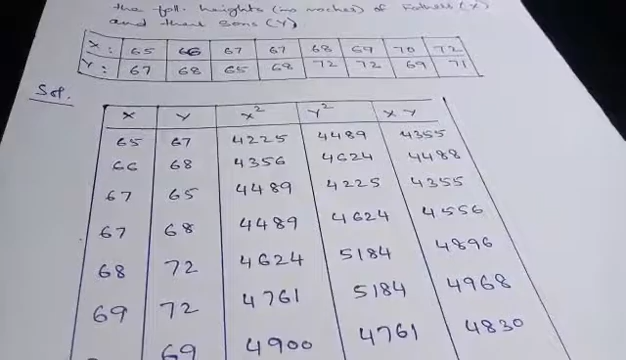 the foll. heights (in inches) of Fathers (X)
and their Sons (Y)
X : 65 66 67 67 68 69 70 72
Y : 67 68 65 68 72 72 69 71
Sol.
X Y X² Y² XY
65 67 4225 4489 4355
66 68 4356 4624 4488
67 65 4489 4225 4355
67 68 4489 4624 4556
68 72 4624 5184 4896
69 72 4761 5184 4968
69 4900 4761 4830